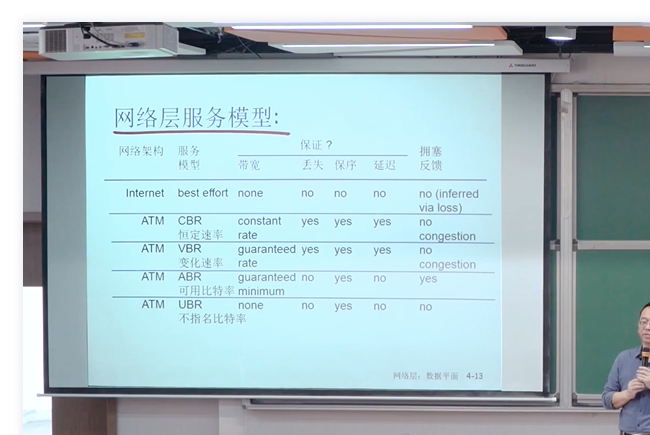 网络层服务模型:
保证 ?
网络架构 服务 拥塞
模型 带宽 丢失 保序 延迟 反馈
Internet best effort none no no no no (inferred
via loss)
ATM CBR constant yes yes yes no
恒定速率 rate congestion
ATM VBR guaranteed yes yes yes no
变化速率 rate congestion
ATM ABR guaranteed no yes no yes
可用比特率 minimum
ATM UBR none no yes no no
不指名比特率
网络层:数据平面 4-13